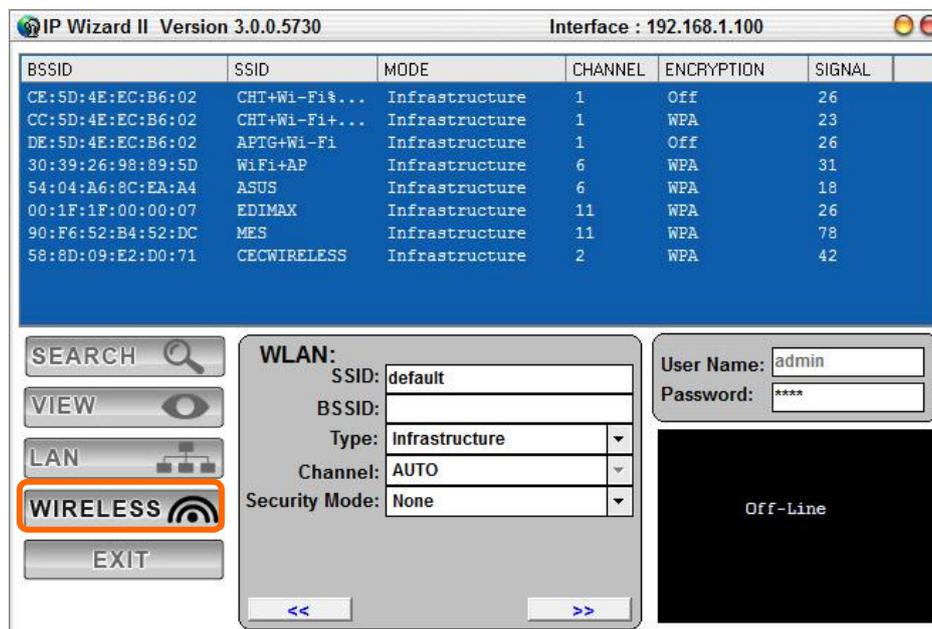 IP Wizard II Version 3.0.0.5730 Interface : 192.168.1.100
BSSID SSID MODE CHANNEL ENCRYPTION SIGNAL
CE:5D:4E:EC:B6:02 CHT+Wi-Fi%... Infrastructure 1 Off 26
CC:5D:4E:EC:B6:02 CHT+Wi-Fi+... Infrastructure 1 WPA 23
DE:5D:4E:EC:B6:02 APTG+Wi-Fi Infrastructure 1 Off 26
30:39:26:98:89:5D WiFi+AP Infrastructure 6 WPA 31
54:04:A6:8C:EA:A4 ASUS Infrastructure 6 WPA 18
00:1F:1F:00:00:07 EDIMAX Infrastructure 11 WPA 26
90:F6:52:B4:52:DC MES Infrastructure 11 WPA 78
58:8D:09:E2:D0:71 CECWIRELESS Infrastructure 2 WPA 42
SEARCH
VIEW
LAN
WIRELESS
EXIT
WLAN:
SSID: default
BSSID:
Type: Infrastructure
Channel: AUTO
Security Mode: None
<< >>
User Name: admin
Password: ****
Off-Line